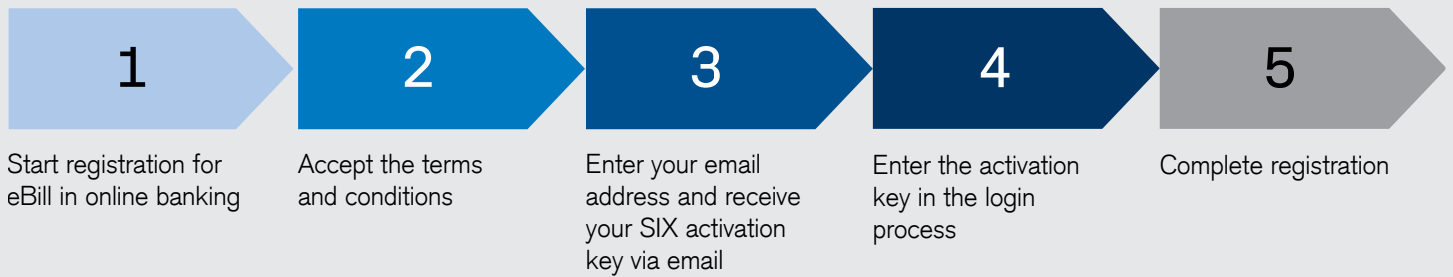 1
2
3
4
5
Start registration for
eBill in online banking
Accept the terms
and conditions
Enter your email
address and receive
your SIX activation
key via email
Enter the activation
key in the login
process
Complete registration